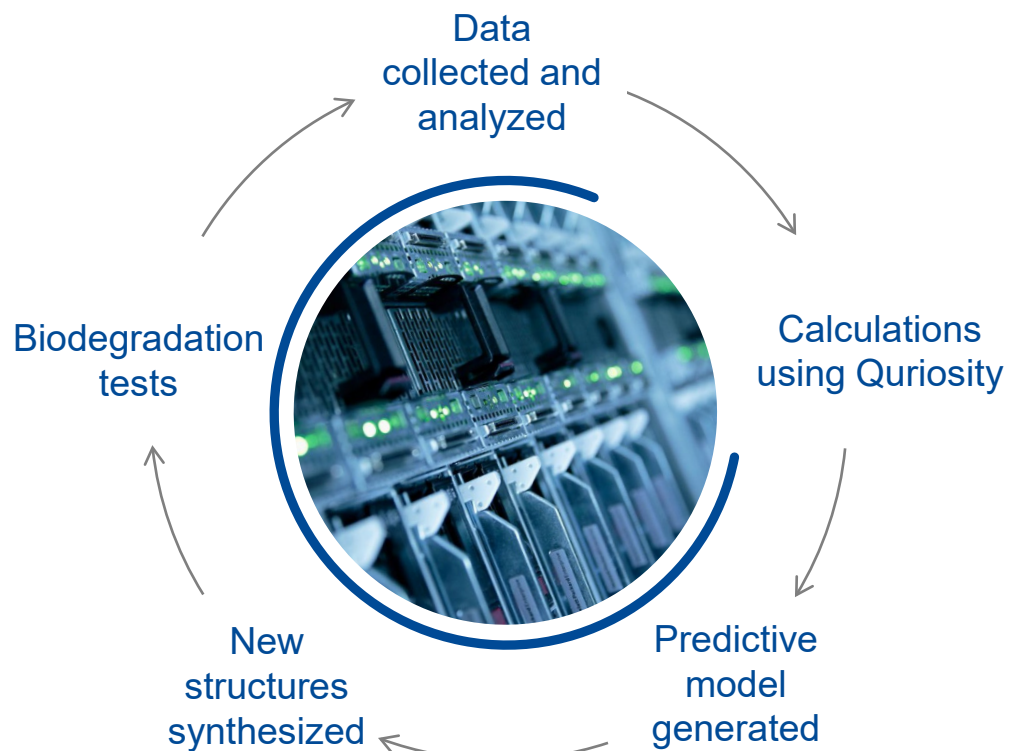 Data
collected and
analyzed
Calculations
using Quriosity
Predictive
model
generated
New
structures
synthesized
Biodegradation
tests